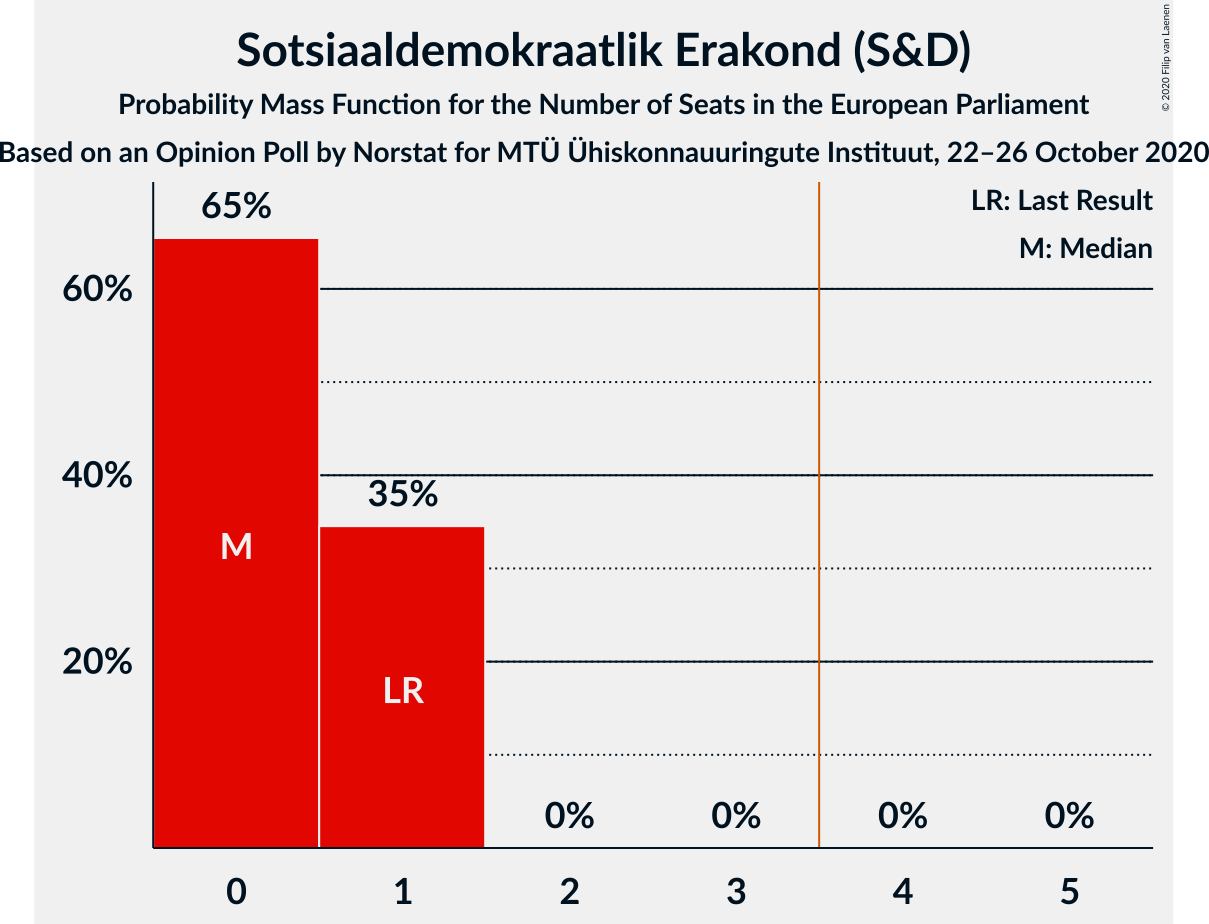 Sotsiaaldemokraatlik Erakond (S&D)
Probability Mass Function for the Number of Seats in the European Parliament
Based on an Opinion Poll by Norstat for MTÜ Ühiskonnauuringute Instituut, 22–26 October 2020
© 2020 Filip van Laenen
LR: Last Result
M: Median
65%
60%
40%
35%
M
20%
LR
0% 0% 0% 0%
0 1 2 3 4 5